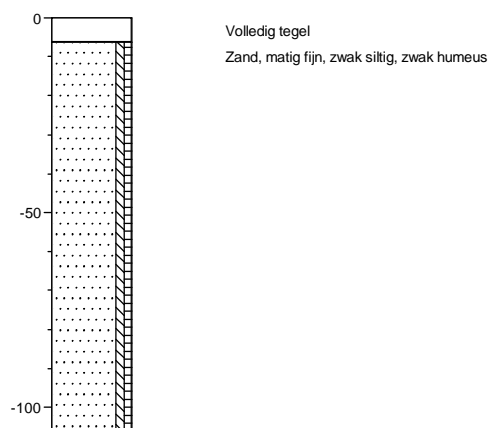 0
Volledig tegel
Zand, matig fijn, zwak siltig, zwak humeus
-50
-100